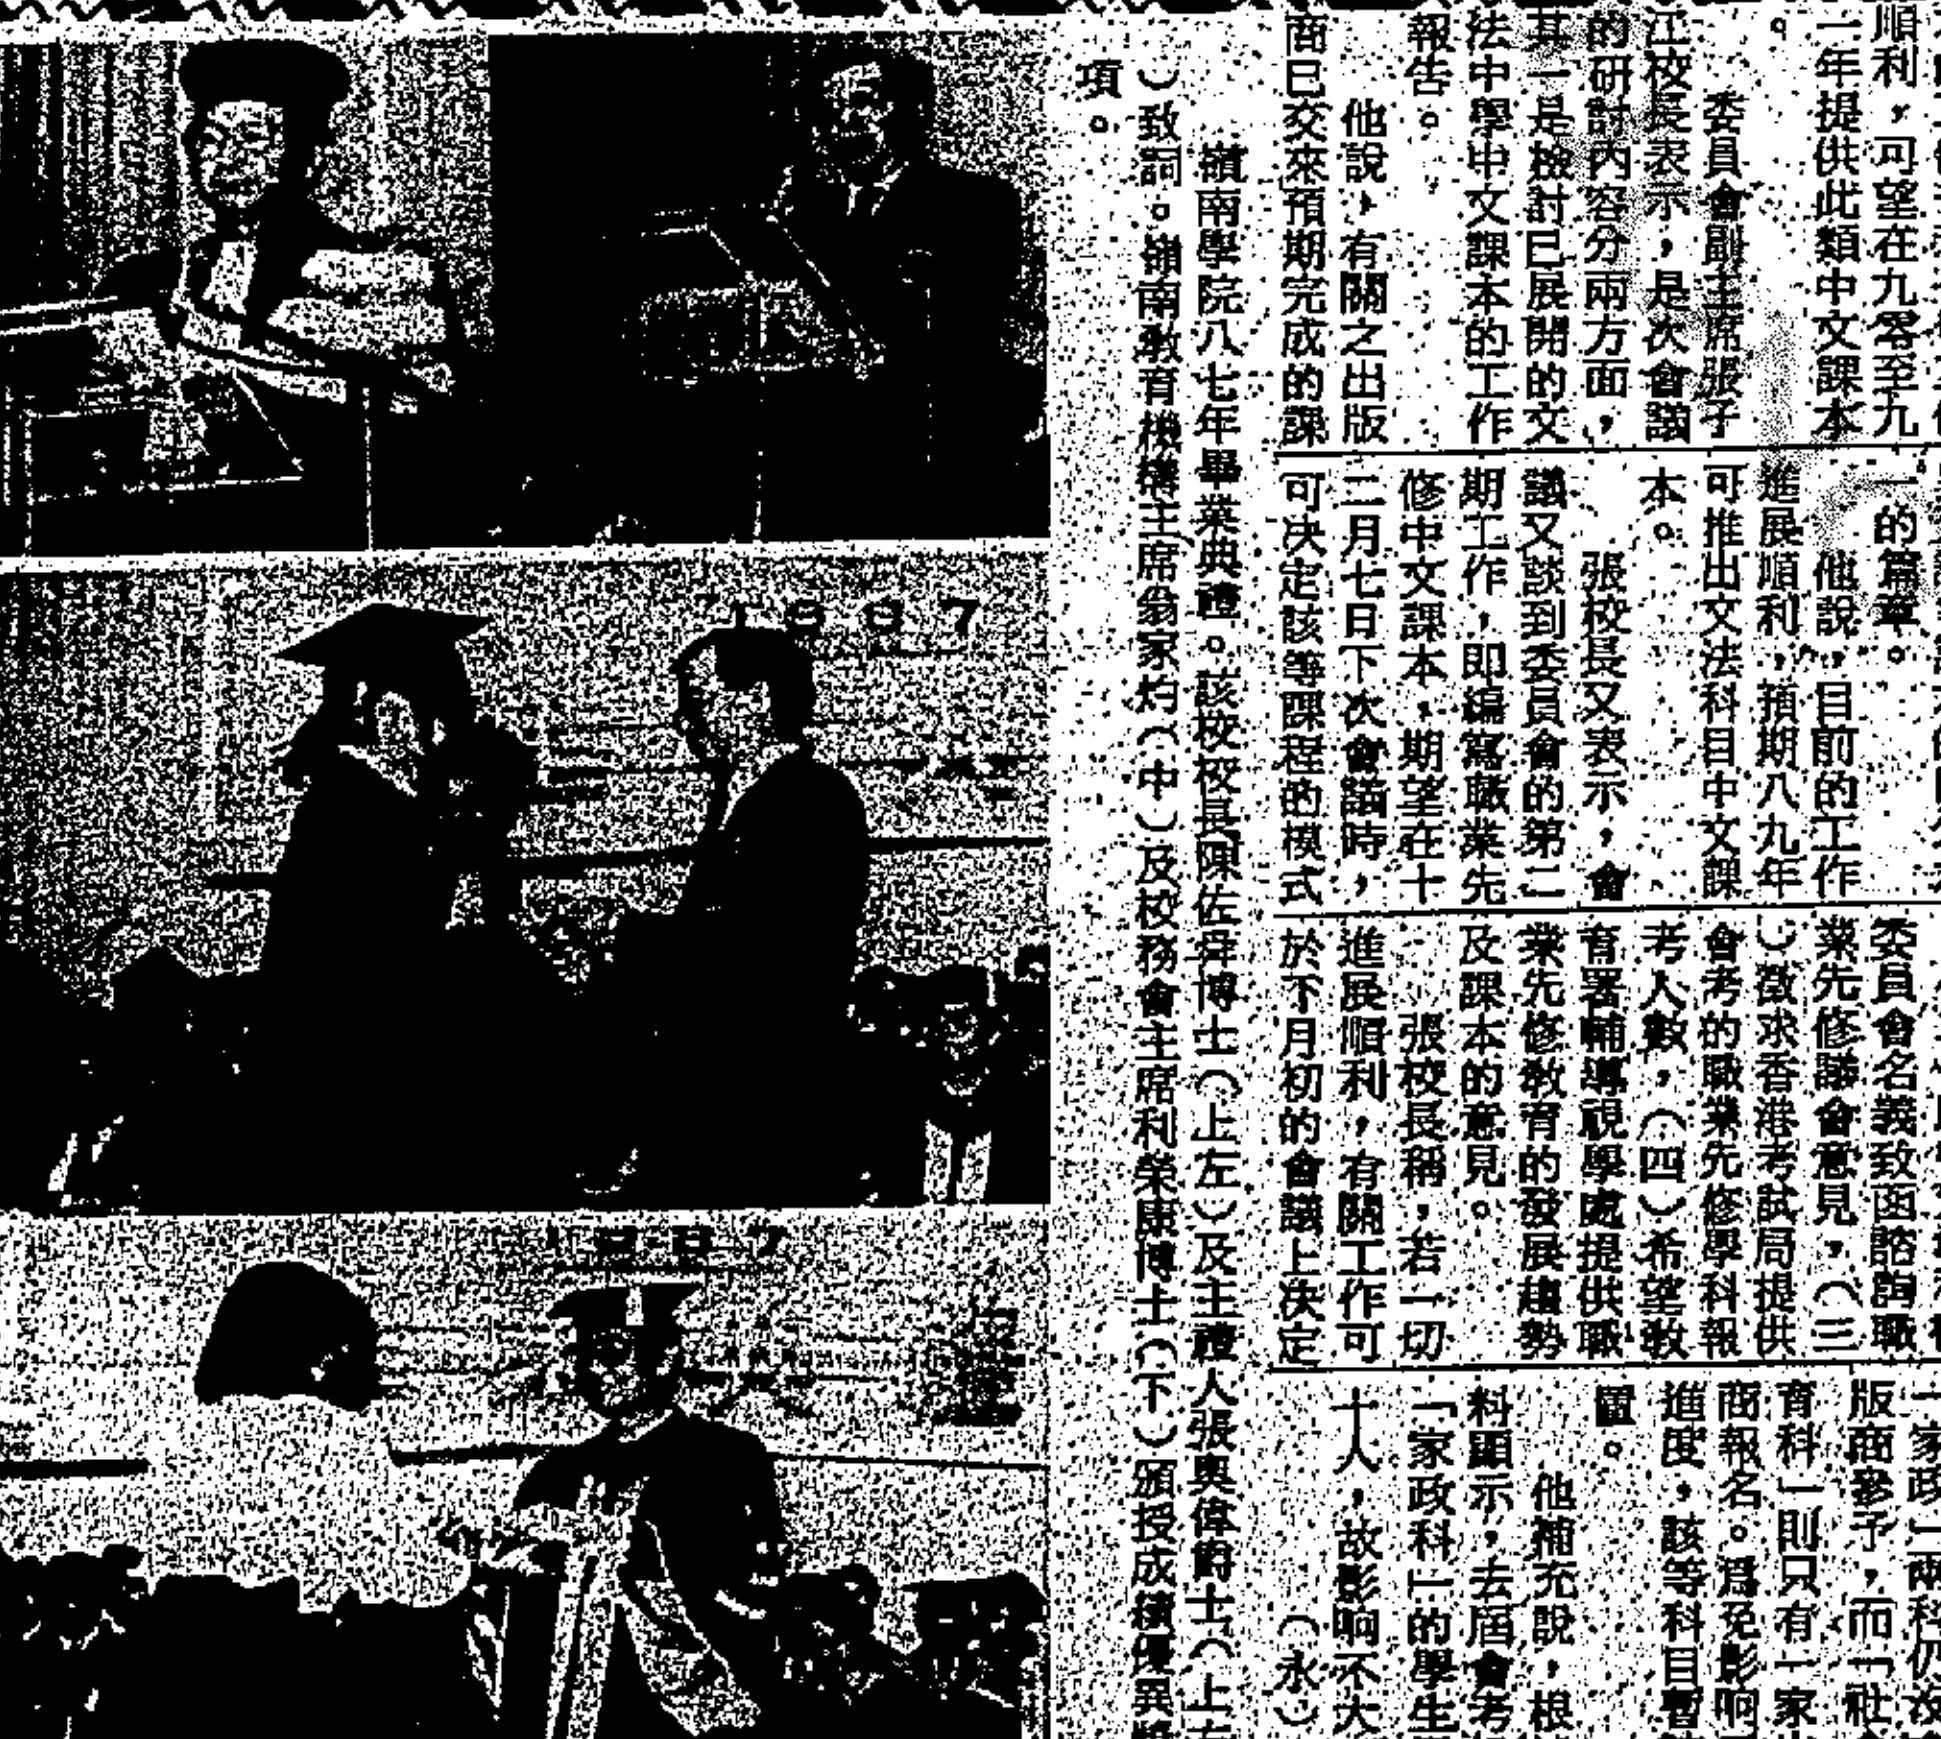 順利，可望在九零至九
一年提供此類中文課本
。
委員會副主席張子
江校長表示，是次會議
的研討內容分兩方面，
其一是檢討已展開的文
法中學中文課本的工作
報告。
他說，有關之出版
商已交來預期完成的課
一的篇章。
他說，目前的工作
進展順利，預期八九年
可推出文法科目中文課
本。
張校長又表示，會
議又談到委員會的第二
期工作，即編寫職業先
修中文課本，期望在十
二月七日下次會議時，
可決定該等課程的模式
委員會名義致函諮詢職
業先修議會意見，（三
）徵求香港考試局提供
會考的職業先修學科報
考人數，（四）希望教
育署輔導視學處提供職
業先修教育的發展趨勢
及課本的意見。
張校長稱，若一切
進展順利，有關工作可
於下月初的會議上決定
家政一兩科仍沒
版商參予，而「社
育科」則只有一家
商報名。爲免影响
進度，該等科目暫
置。
他補充說，根
料顯示，去屆會考
「家政科」的學生
十人，故影响不大
（永）
嶺南學院八七年畢業典禮。該校校長陳佐舜博士（上左）及主禮人張奧偉爵士（上右
）致詞。嶺南敎育機構主席翁家灼（中）及校務會主席利榮康博士（下）頒授成績優異獎
項。
1987
1987